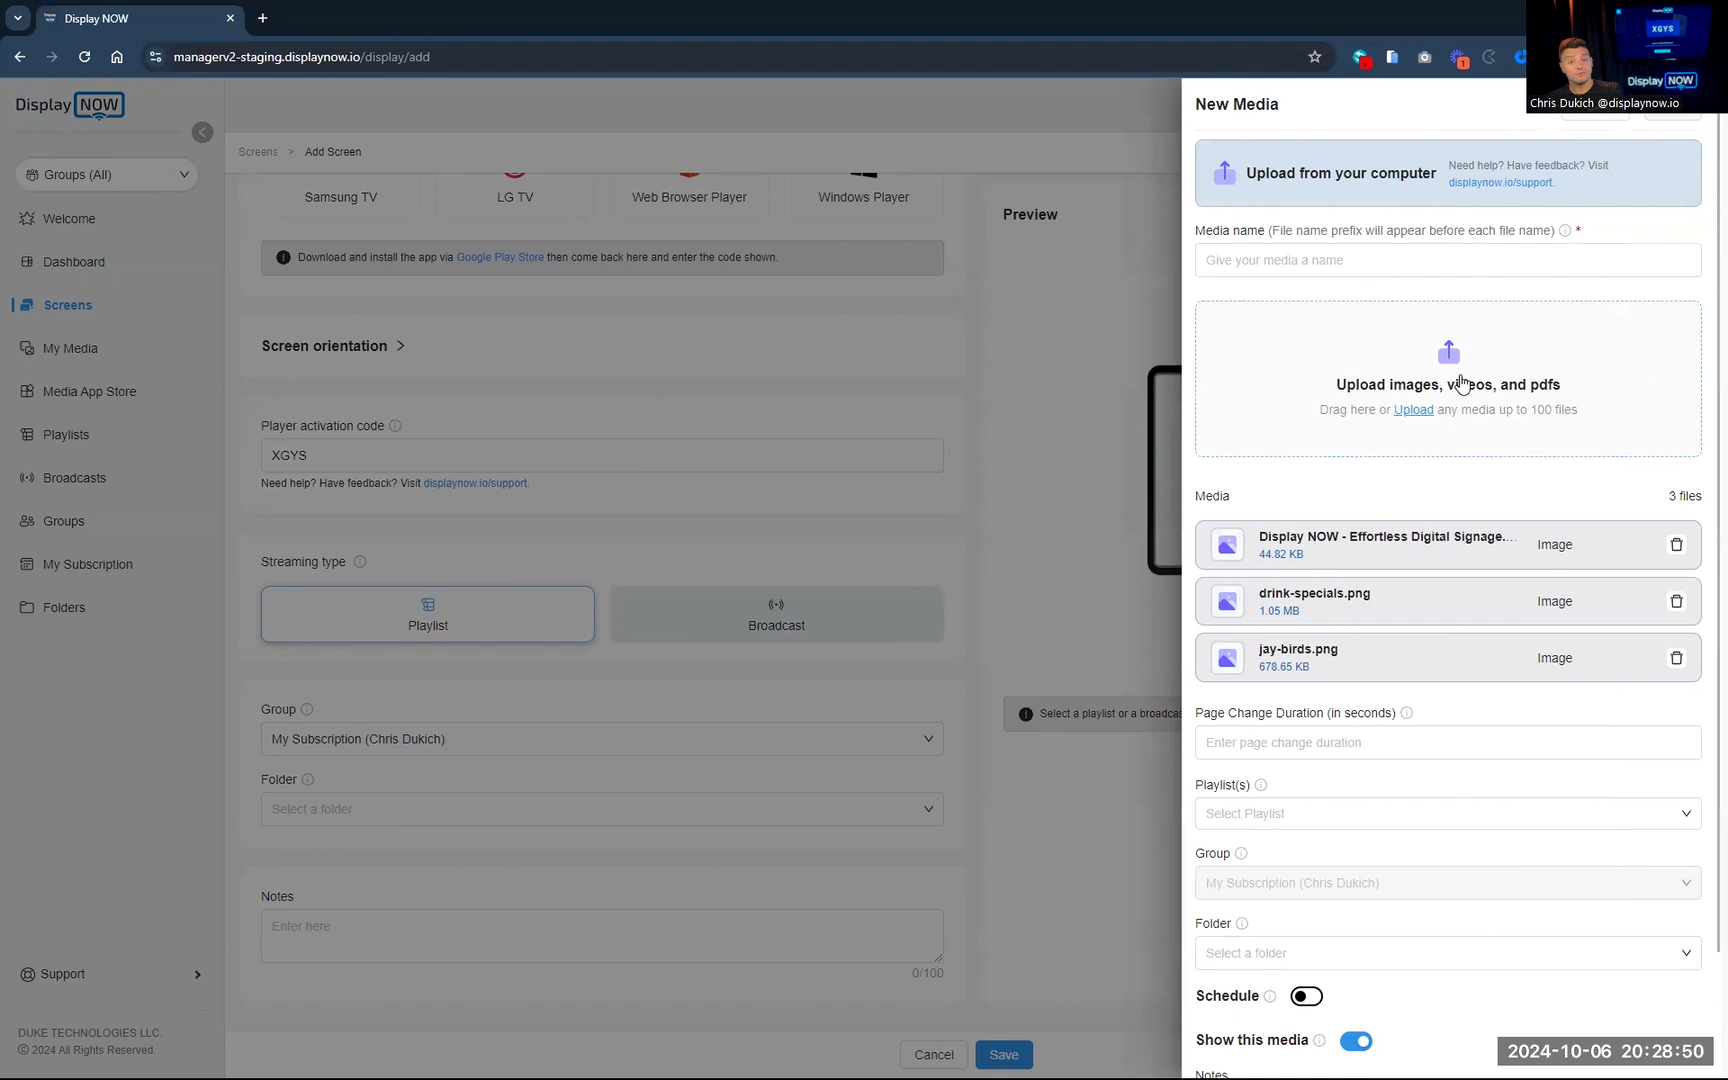 Display NOW
managerv2-staging.displaynow.io/display/add
1
XGYS
Display NOW
Chris Dukich @displaynow.io
Display NOW
Groups (All)
Welcome
Dashboard
Screens
My Media
Media App Store
Playlists
Broadcasts
Groups
My Subscription
Folders
Support
DUKE TECHNOLOGIES LLC.
© 2024 All Rights Reserved.
Screens > Add Screen
Samsung TV
LG TV
Web Browser Player
Windows Player
Download and install the app via Google Play Store then come back here and enter the code shown.
Screen orientation >
Player activation code
XGYS
Need help? Have feedback? Visit displaynow.io/support.
Streaming type
Playlist
Broadcast
Group
My Subscription (Chris Dukich)
Folder
Select a folder
Notes
Enter here
0/100
Cancel
Save
Preview
Select a playlist or a broadcas
New Media
Upload from your computer
Need help? Have feedback? Visit
displaynow.io/support.
Media name (File name prefix will appear before each file name) *
Give your media a name
Upload images, videos, and pdfs
Drag here or Upload any media up to 100 files
Media
3 files
Display NOW - Effortless Digital Signage....
Image
44.82 KB
drink-specials.png
Image
1.05 MB
jay-birds.png
Image
678.65 KB
Page Change Duration (in seconds)
Enter page change duration
Playlist(s)
Select Playlist
Group
My Subscription (Chris Dukich)
Folder
Select a folder
Schedule
Show this media
Notes
2024-10-06 20:28:50